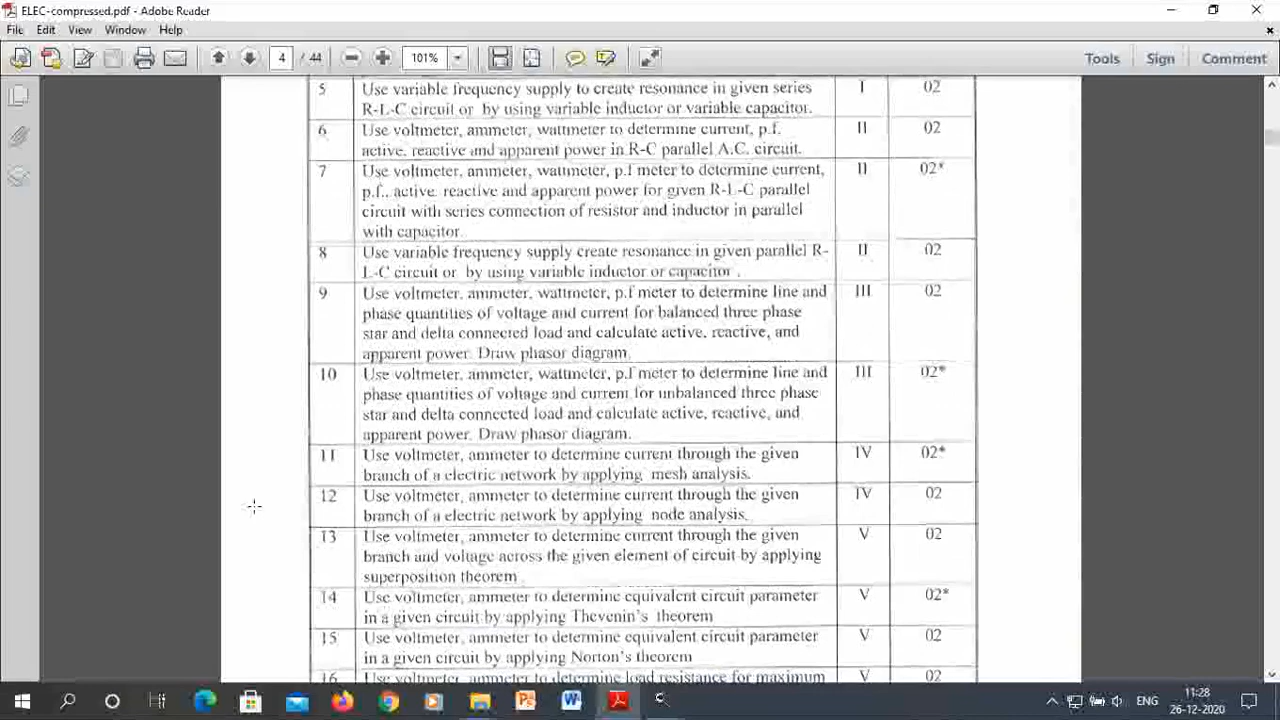 ELEC-compressed.pdf - Adobe Reader
File Edit View Window Help
4 / 44 101% Tools Sign Comment
5 Use variable frequency supply to create resonance in given series I 02
R-L-C circuit or by using variable inductor or variable capacitor.
6 Use voltmeter, ammeter, wattmeter to determine current, p.f. II 02
active, reactive and apparent power in R-C parallel A.C. circuit.
7 Use voltmeter, ammeter, wattmeter, p.f meter to determine current, II 02*
p.f., active, reactive and apparent power for given R-L-C parallel
circuit with series connection of resistor and inductor in parallel
with capacitor.
8 Use variable frequency supply create resonance in given parallel R- II 02
L-C circuit or by using variable inductor or capacitor .
9 Use voltmeter, ammeter, wattmeter, p.f meter to determine line and III 02
phase quantities of voltage and current for balanced three phase
star and delta connected load and calculate active, reactive, and
apparent power. Draw phasor diagram.
10 Use voltmeter, ammeter, wattmeter, p.f meter to determine line and III 02*
phase quantities of voltage and current for unbalanced three phase
star and delta connected load and calculate active, reactive, and
apparent power. Draw phasor diagram.
11 Use voltmeter, ammeter to determine current through the given IV 02*
branch of a electric network by applying mesh analysis.
12 Use voltmeter, ammeter to determine current through the given IV 02
branch of a electric network by applying node analysis.
13 Use voltmeter, ammeter to determine current through the given V 02
branch and voltage across the given element of circuit by applying
superposition theorem
14 Use voltmeter, ammeter to determine equivalent circuit parameter V 02*
in a given circuit by applying Thevenin's theorem
15 Use voltmeter, ammeter to determine equivalent circuit parameter V 02
in a given circuit by applying Norton's theorem
16 Use voltmeter, ammeter to determine load resistance for maximum V 02
ENG 11:28
26-12-2020